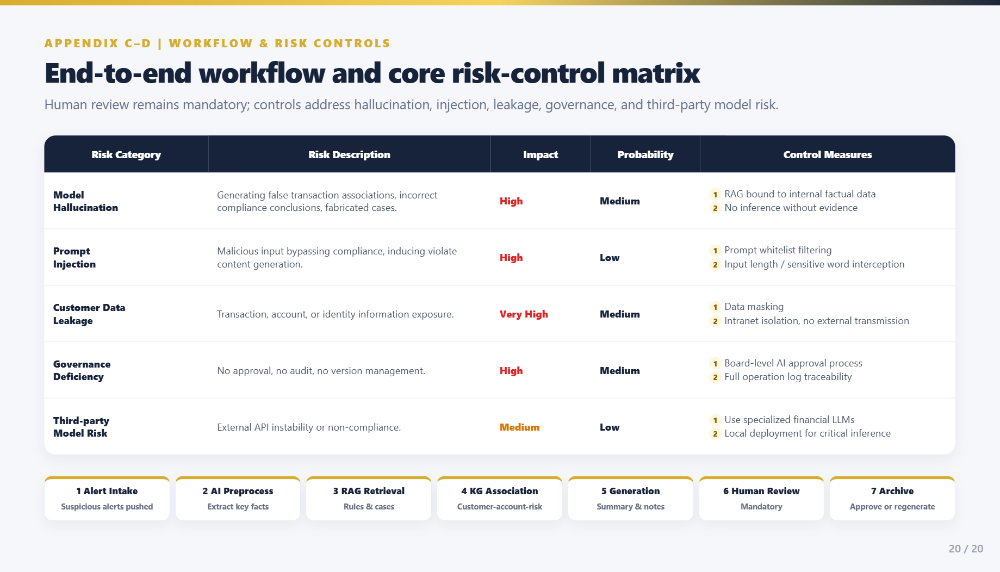 APPENDIX C–D | WORKFLOW & RISK CONTROLS
End-to-end workflow and core risk-control matrix
Human review remains mandatory; controls address hallucination, injection, leakage, governance, and third-party model risk.
Risk Category
Risk Description
Impact
Probability
Control Measures
Model
Hallucination
Generating false transaction associations, incorrect
compliance conclusions, fabricated cases.
High
Medium
1 RAG bound to internal factual data
2 No inference without evidence
Prompt
Injection
Malicious input bypassing compliance, inducing violate
content generation.
High
Low
1 Prompt whitelist filtering
2 Input length / sensitive word interception
Customer Data
Leakage
Transaction, account, or identity information exposure.
Very High
Medium
1 Data masking
2 Intranet isolation, no external transmission
Governance
Deficiency
No approval, no audit, no version management.
High
Medium
1 Board-level AI approval process
2 Full operation log traceability
Third-party
Model Risk
External API instability or non-compliance.
Medium
Low
1 Use specialized financial LLMs
2 Local deployment for critical inference
1 Alert Intake
Suspicious alerts pushed
2 AI Preprocess
Extract key facts
3 RAG Retrieval
Rules & cases
4 KG Association
Customer-account-risk
5 Generation
Summary & notes
6 Human Review
Mandatory
7 Archive
Approve or regenerate
20 / 20